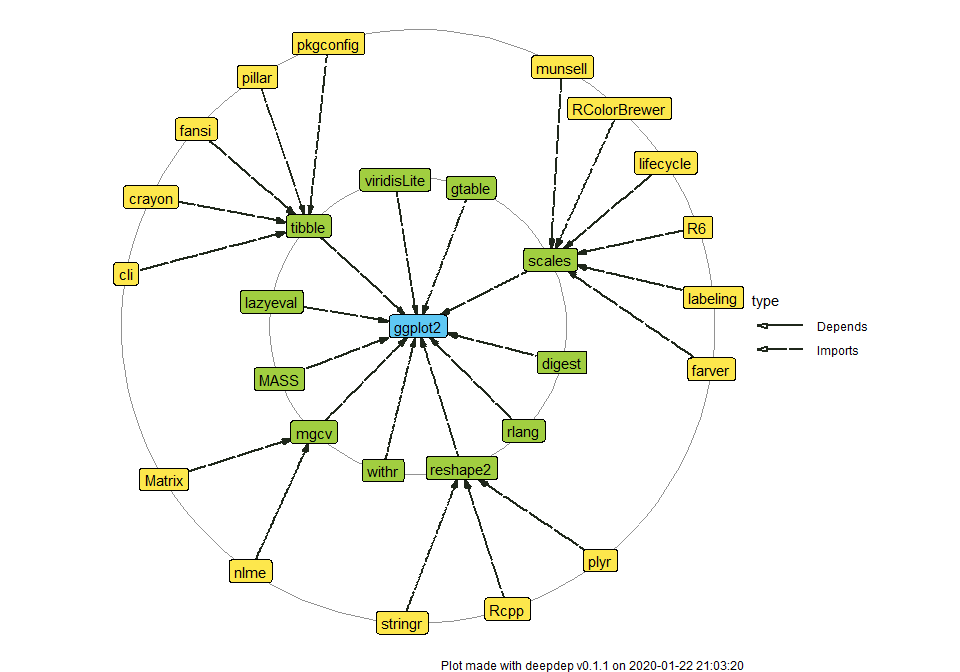 pkgconfig
munsell
pillar
RColorBrewer
fansi
lifecycle
viridisLite
gtable
crayon
tibble
R6
scales
cli
lazyeval
labeling
type
ggplot2
Depends
Imports
digest
farver
MASS
mgcv
rlang
withr
reshape2
Matrix
plyr
nlme
Rcpp
stringr
Plot made with deepdep v0.1.1 on 2020-01-22 21:03:20